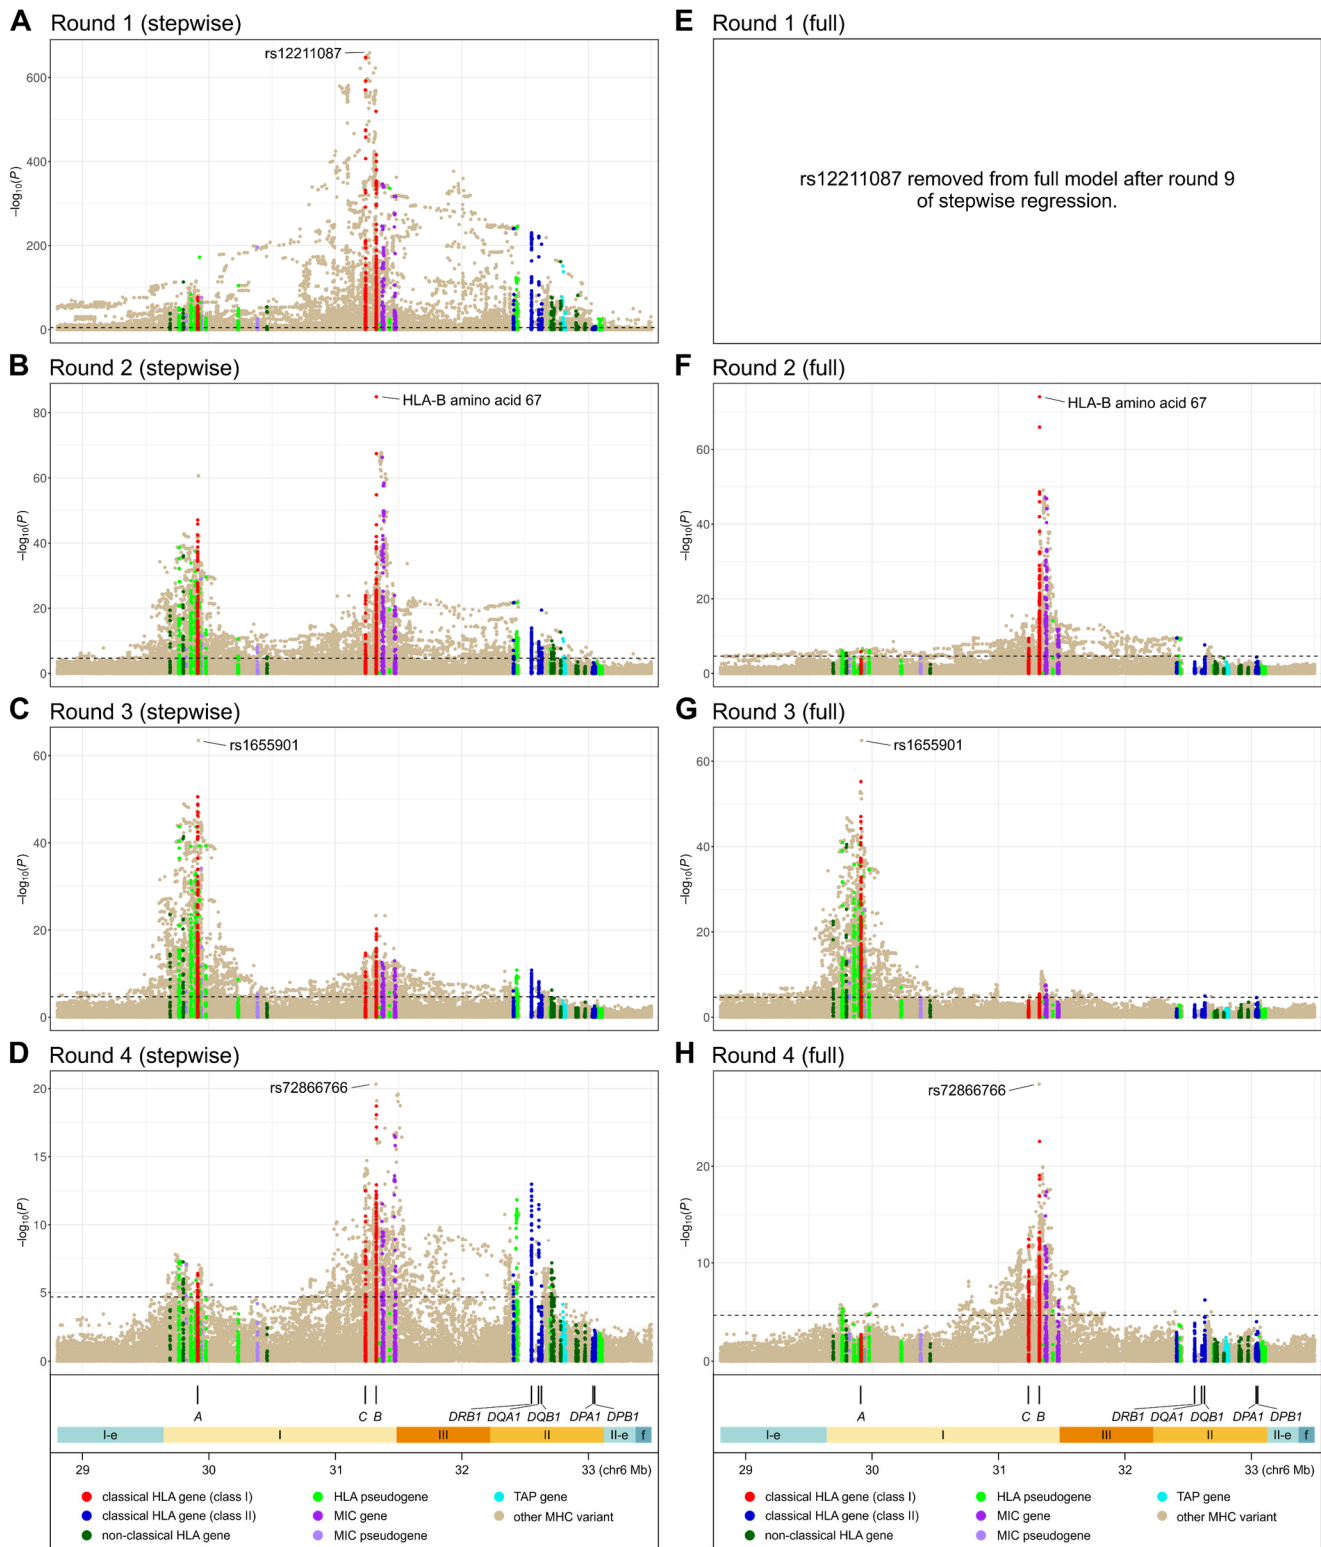 A Round 1 (stepwise)
rs12211087
600
400
200
0
−log10(P)
E Round 1 (full)
rs12211087 removed from full model after round 9
of stepwise regression.
B Round 2 (stepwise)
HLA-B amino acid 67
80
60
40
20
0
−log10(P)
F Round 2 (full)
HLA-B amino acid 67
60
40
20
0
−log10(P)
C Round 3 (stepwise)
rs1655901
60
40
20
0
−log10(P)
G Round 3 (full)
rs1655901
60
40
20
0
−log10(P)
D Round 4 (stepwise)
rs72866766
20
15
10
5
0
−log10(P)
H Round 4 (full)
rs72866766
20
10
0
−log10(P)
A C B DRB1 DQA1 DQB1 DPA1 DPB1
I-e I III II II-e f
29 30 31 32 33 (chr6 Mb)
classical HLA gene (class I) HLA pseudogene TAP gene
classical HLA gene (class II) MIC gene other MHC variant
non-classical HLA gene MIC pseudogene
A C B DRB1 DQA1 DQB1 DPA1 DPB1
I-e I III II II-e f
29 30 31 32 33 (chr6 Mb)
classical HLA gene (class I) HLA pseudogene TAP gene
classical HLA gene (class II) MIC gene other MHC variant
non-classical HLA gene MIC pseudogene